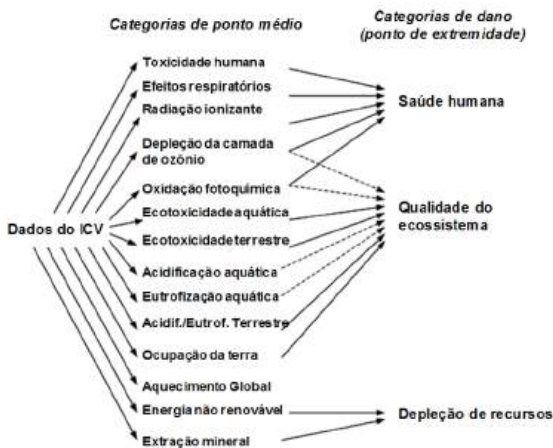 Categorias de ponto médio
Categorias de dano
(ponto de extremidade)
Toxicidade humana
Efeitos respiratórios
Radiação ionizante
Depleção da camada
de ozônio
Oxidação fotoquímica
Ecotoxicidade aquática
Ecotoxicidade terrestre
Acidificação aquática
Eutrofização aquática
Acidif./Eutrof. Terrestre
Ocupação da terra
Aquecimento Global
Energia não renovável
Extração mineral
Dados do ICV
Saúde humana
Qualidade do
ecossistema
Depleção de recursos